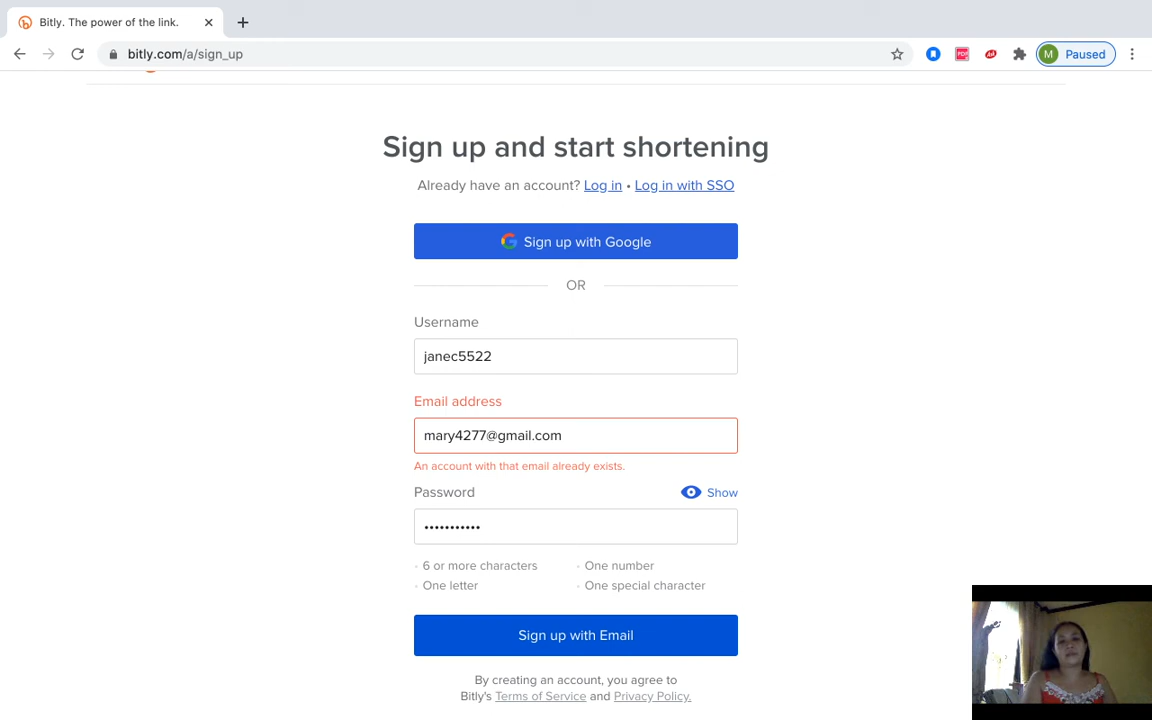 Bitly. The power of the link.
bitly.com/a/sign_up
PDF
M Paused
Sign up and start shortening
Already have an account? Log in • Log in with SSO
Sign up with Google
OR
Username
janec5522
Email address
mary4277@gmail.com
An account with that email already exists.
Password Show
•••••••••••
6 or more characters
One number
One letter
One special character
Sign up with Email
By creating an account, you agree to
Bitly's Terms of Service and Privacy Policy.